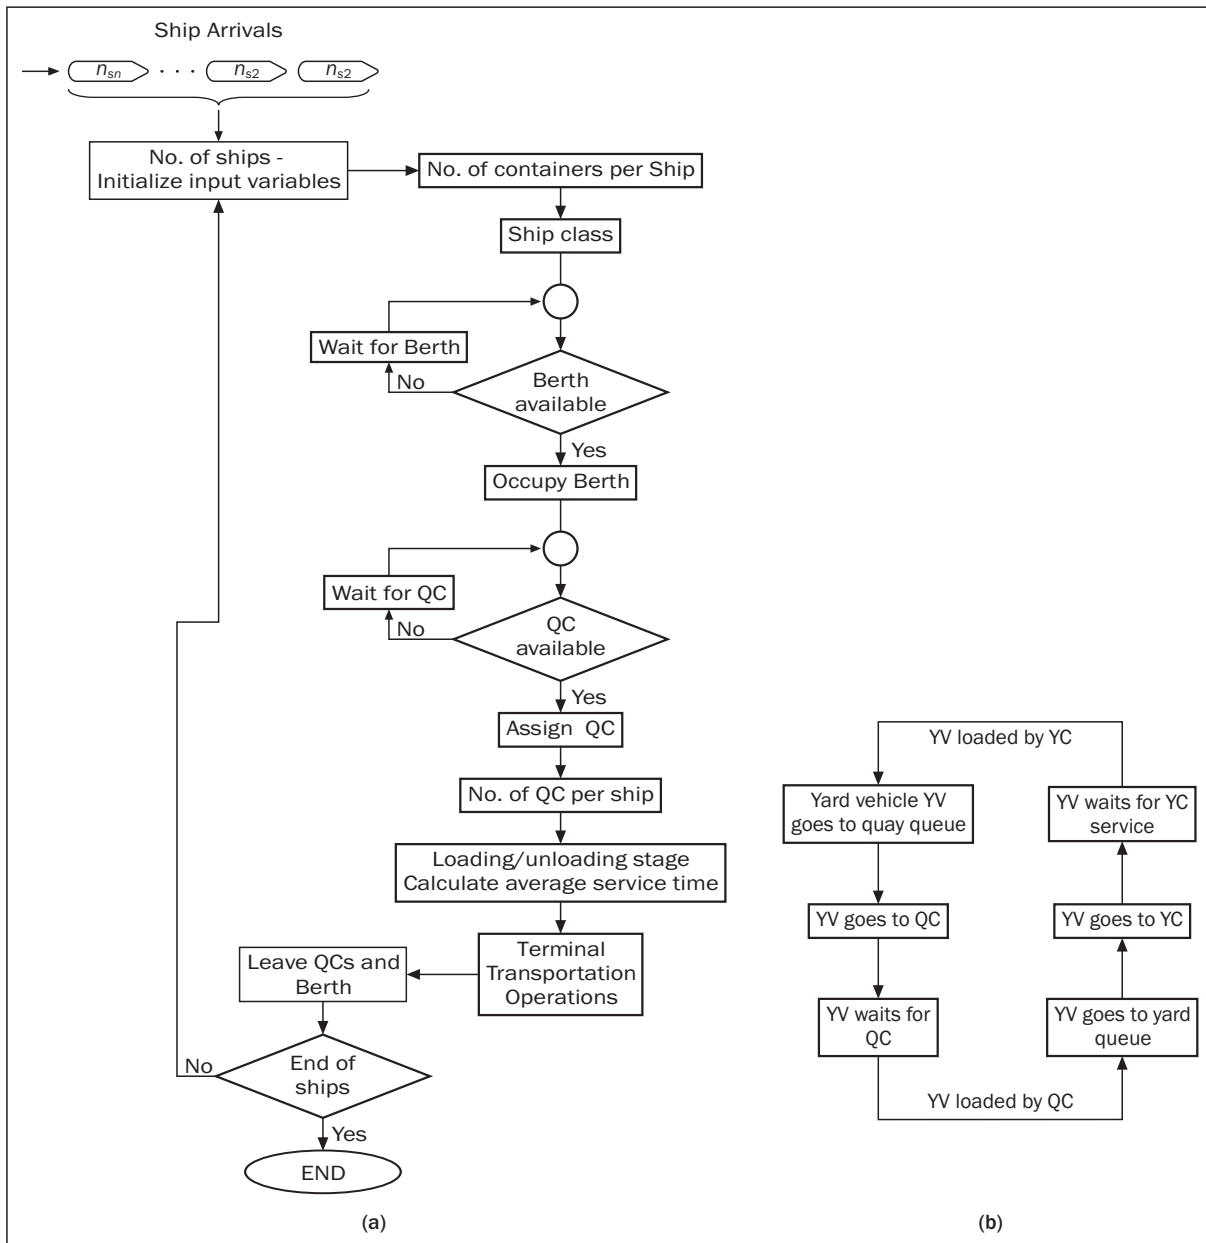 Ship Arrivals
n_sn · · · n_s2 n_s2
No. of ships -
Initialize input variables
No. of containers per Ship
Ship class
Wait for Berth
No
Berth
available
Yes
Occupy Berth
Wait for QC
No
QC
available
Yes
Assign QC
No. of QC per ship
Loading/unloading stage
Calculate average service time
Terminal
Transportation
Operations
Leave QCs and
Berth
No
End of
ships
Yes
END
(a)
YV loaded by YC
Yard vehicle YV
goes to quay queue
YV waits for YC
service
YV goes to QC
YV goes to YC
YV waits for
QC
YV goes to yard
queue
YV loaded by QC
(b)